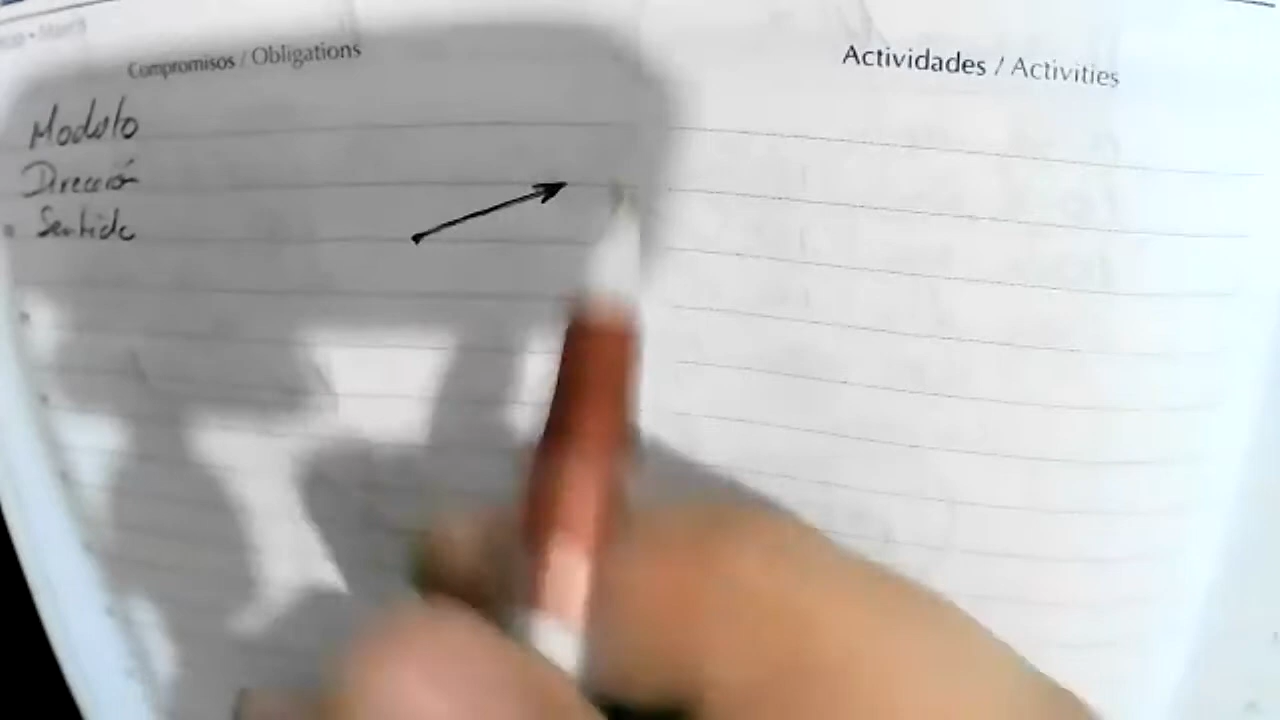 Compromisos / Obligations
Modulo
Dirección
Sentido
Actividades / Activities